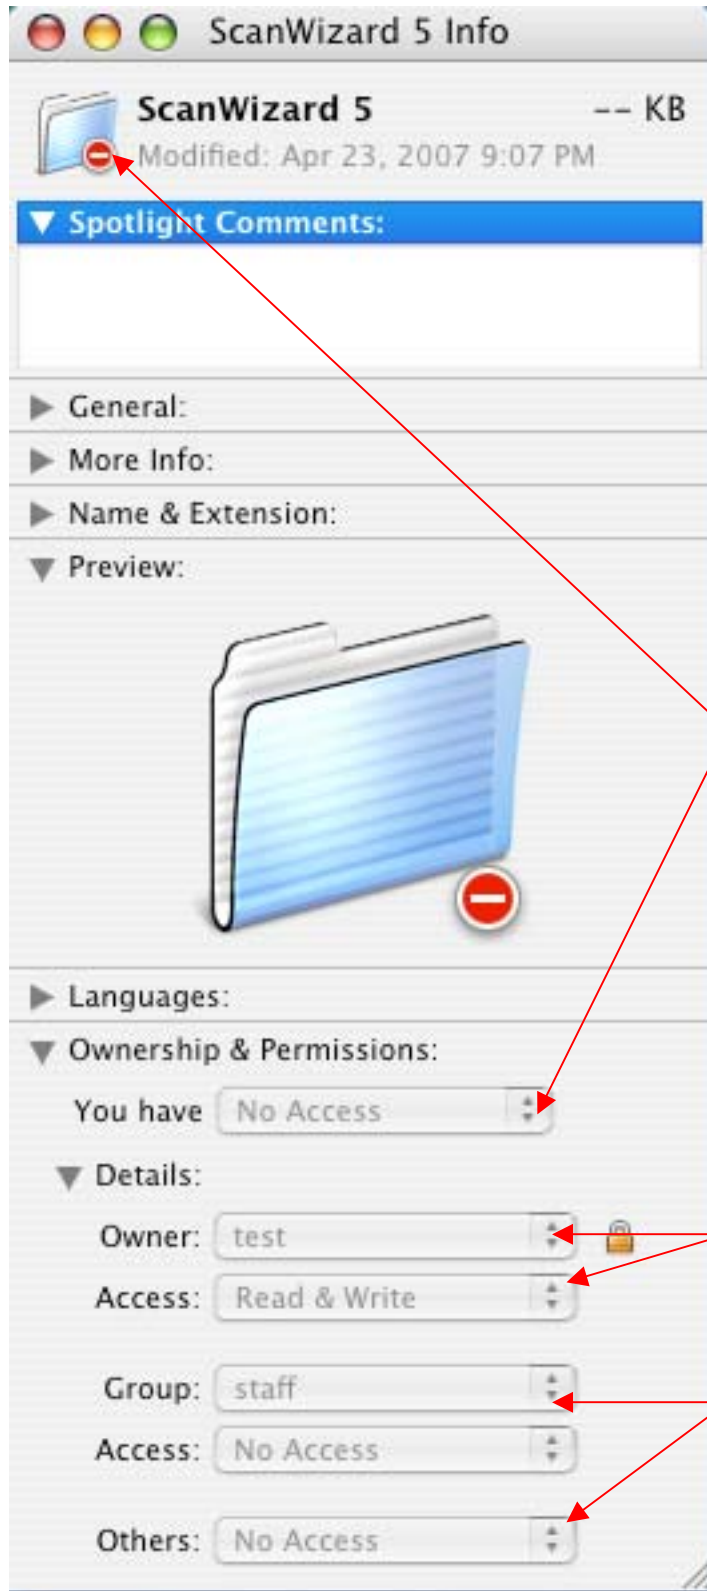 ScanWizard 5 Info
ScanWizard 5 -- KB
Modified: Apr 23, 2007 9:07 PM
Spotlight Comments:
General:
More Info:
Name & Extension:
Preview:
Languages:
Ownership & Permissions:
You have No Access
Details:
Owner: test
Access: Read & Write
Group: staff
Access: No Access
Others: No Access